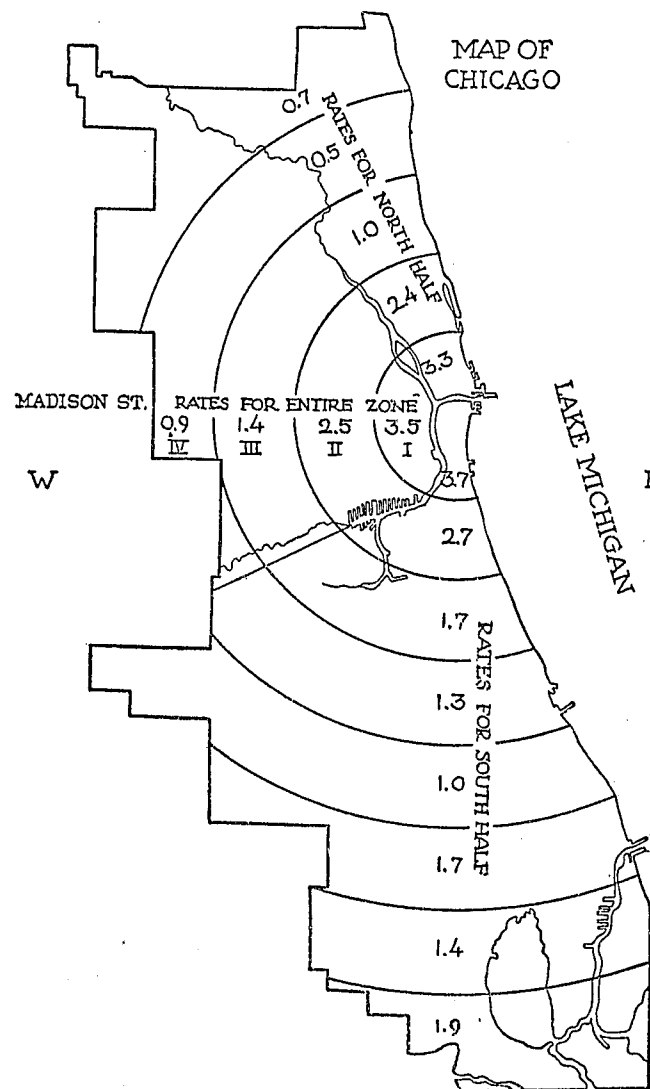 MAP OF
CHICAGO
0.7
RATES FOR NORTH HALF
0.5
1.0
2.4
3.3
MADISON ST. RATES FOR ENTIRE ZONE
0.9 1.4 2.5 3.5
IV III II I
W
LAKE MICHIGAN
3.7
2.7
1.7
RATES FOR SOUTH HALF
1.3
1.0
1.7
1.4
1.9